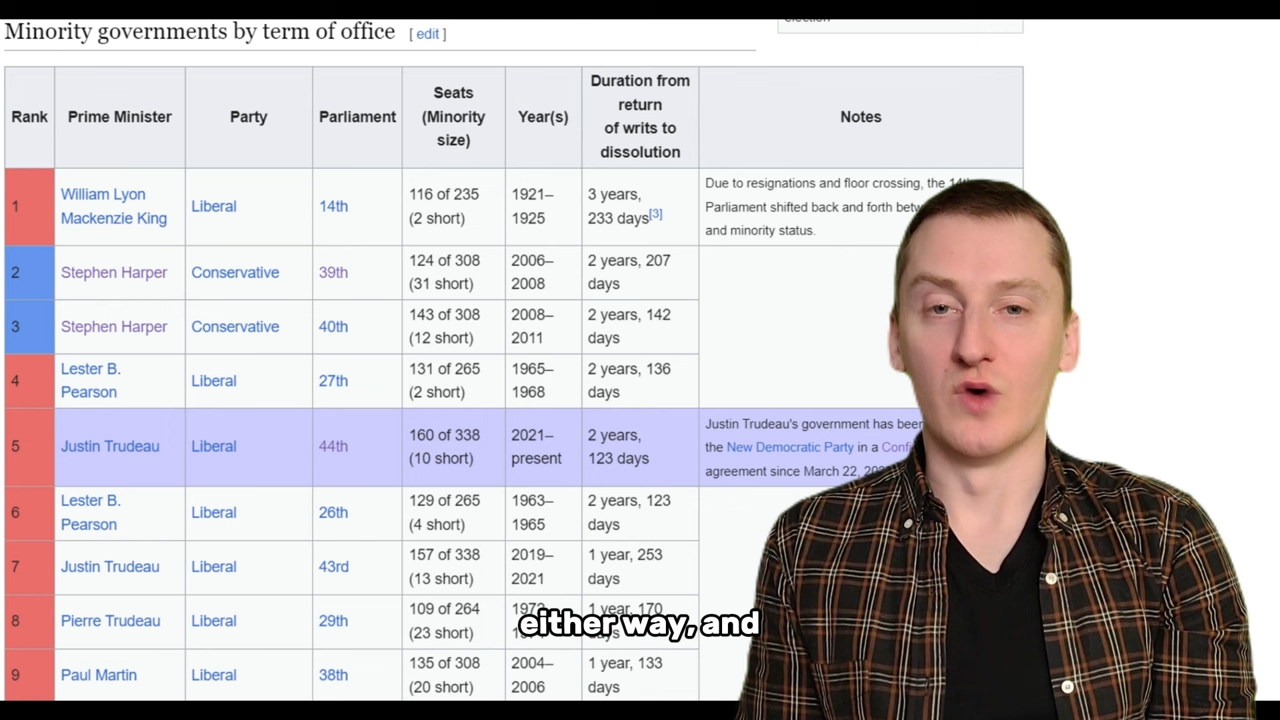 election
Minority governments by term of office [ edit ]
Rank Prime Minister Party Parliament Seats (Minority size) Year(s) Duration from return of writs to dissolution Notes
1 William Lyon Mackenzie King Liberal 14th 116 of 235 (2 short) 1921–1925 3 years, 233 days[3] Due to resignations and floor crossing, the 14th Parliament shifted back and forth and minority status.
2 Stephen Harper Conservative 39th 124 of 308 (31 short) 2006–2008 2 years, 207 days
3 Stephen Harper Conservative 40th 143 of 308 (12 short) 2008–2011 2 years, 142 days
4 Lester B. Pearson Liberal 27th 131 of 265 (2 short) 1965–1968 2 years, 136 days
5 Justin Trudeau Liberal 44th 160 of 338 (10 short) 2021–present 2 years, 123 days Justin Trudeau's government has been the New Democratic Party in a agreement since March 22,
6 Lester B. Pearson Liberal 26th 129 of 265 (4 short) 1963–1965 2 years, 123 days
7 Justin Trudeau Liberal 43rd 157 of 338 (13 short) 2019–2021 1 year, 253 days
8 Pierre Trudeau Liberal 29th 109 of 264 (23 short) 1 year, 170
9 Paul Martin Liberal 38th 135 of 308 (20 short) 2004–2006 1 year, 133 days
either way, and